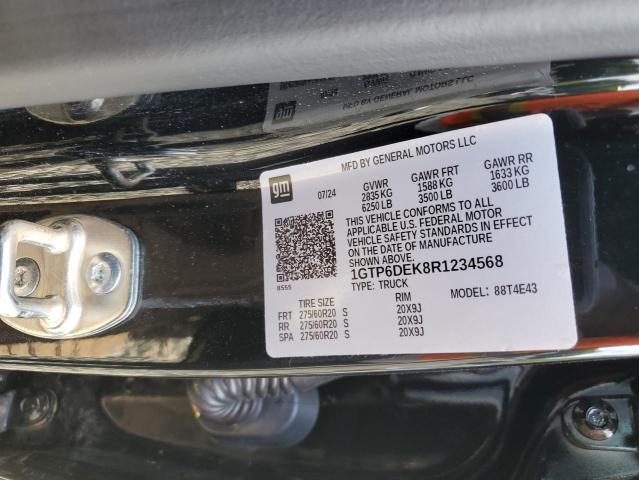 MFD BY GENERAL MOTORS LLC
gm
07/24
GVWR GAWR FRT GAWR RR
2835 KG 1588 KG 1633 KG
6250 LB 3500 LB 3600 LB
THIS VEHICLE CONFORMS TO ALL
APPLICABLE U.S. FEDERAL MOTOR
VEHICLE SAFETY STANDARDS IN EFFECT
ON THE DATE OF MANUFACTURE
SHOWN ABOVE.
1GTP6DEK8R1234568
8555
TYPE: TRUCK MODEL: 88T4E43
TIRE SIZE RIM
FRT 275/60R20 S 20X9J
RR 275/60R20 S 20X9J
SPA 275/60R20 S 20X9J